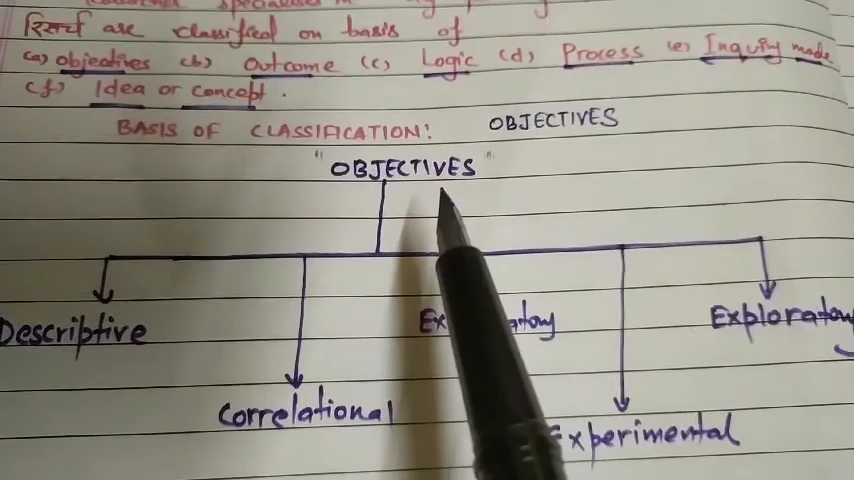 रिसर्च are classified on basis of
(a) objectives (b) Outcome (c) Logic (d) Process (e) Inquiry mode
(f) Idea or concept.
BASIS OF CLASSIFICATION: OBJECTIVES
"OBJECTIVES"
Descriptive
Exploratory
Correlational
Experimental